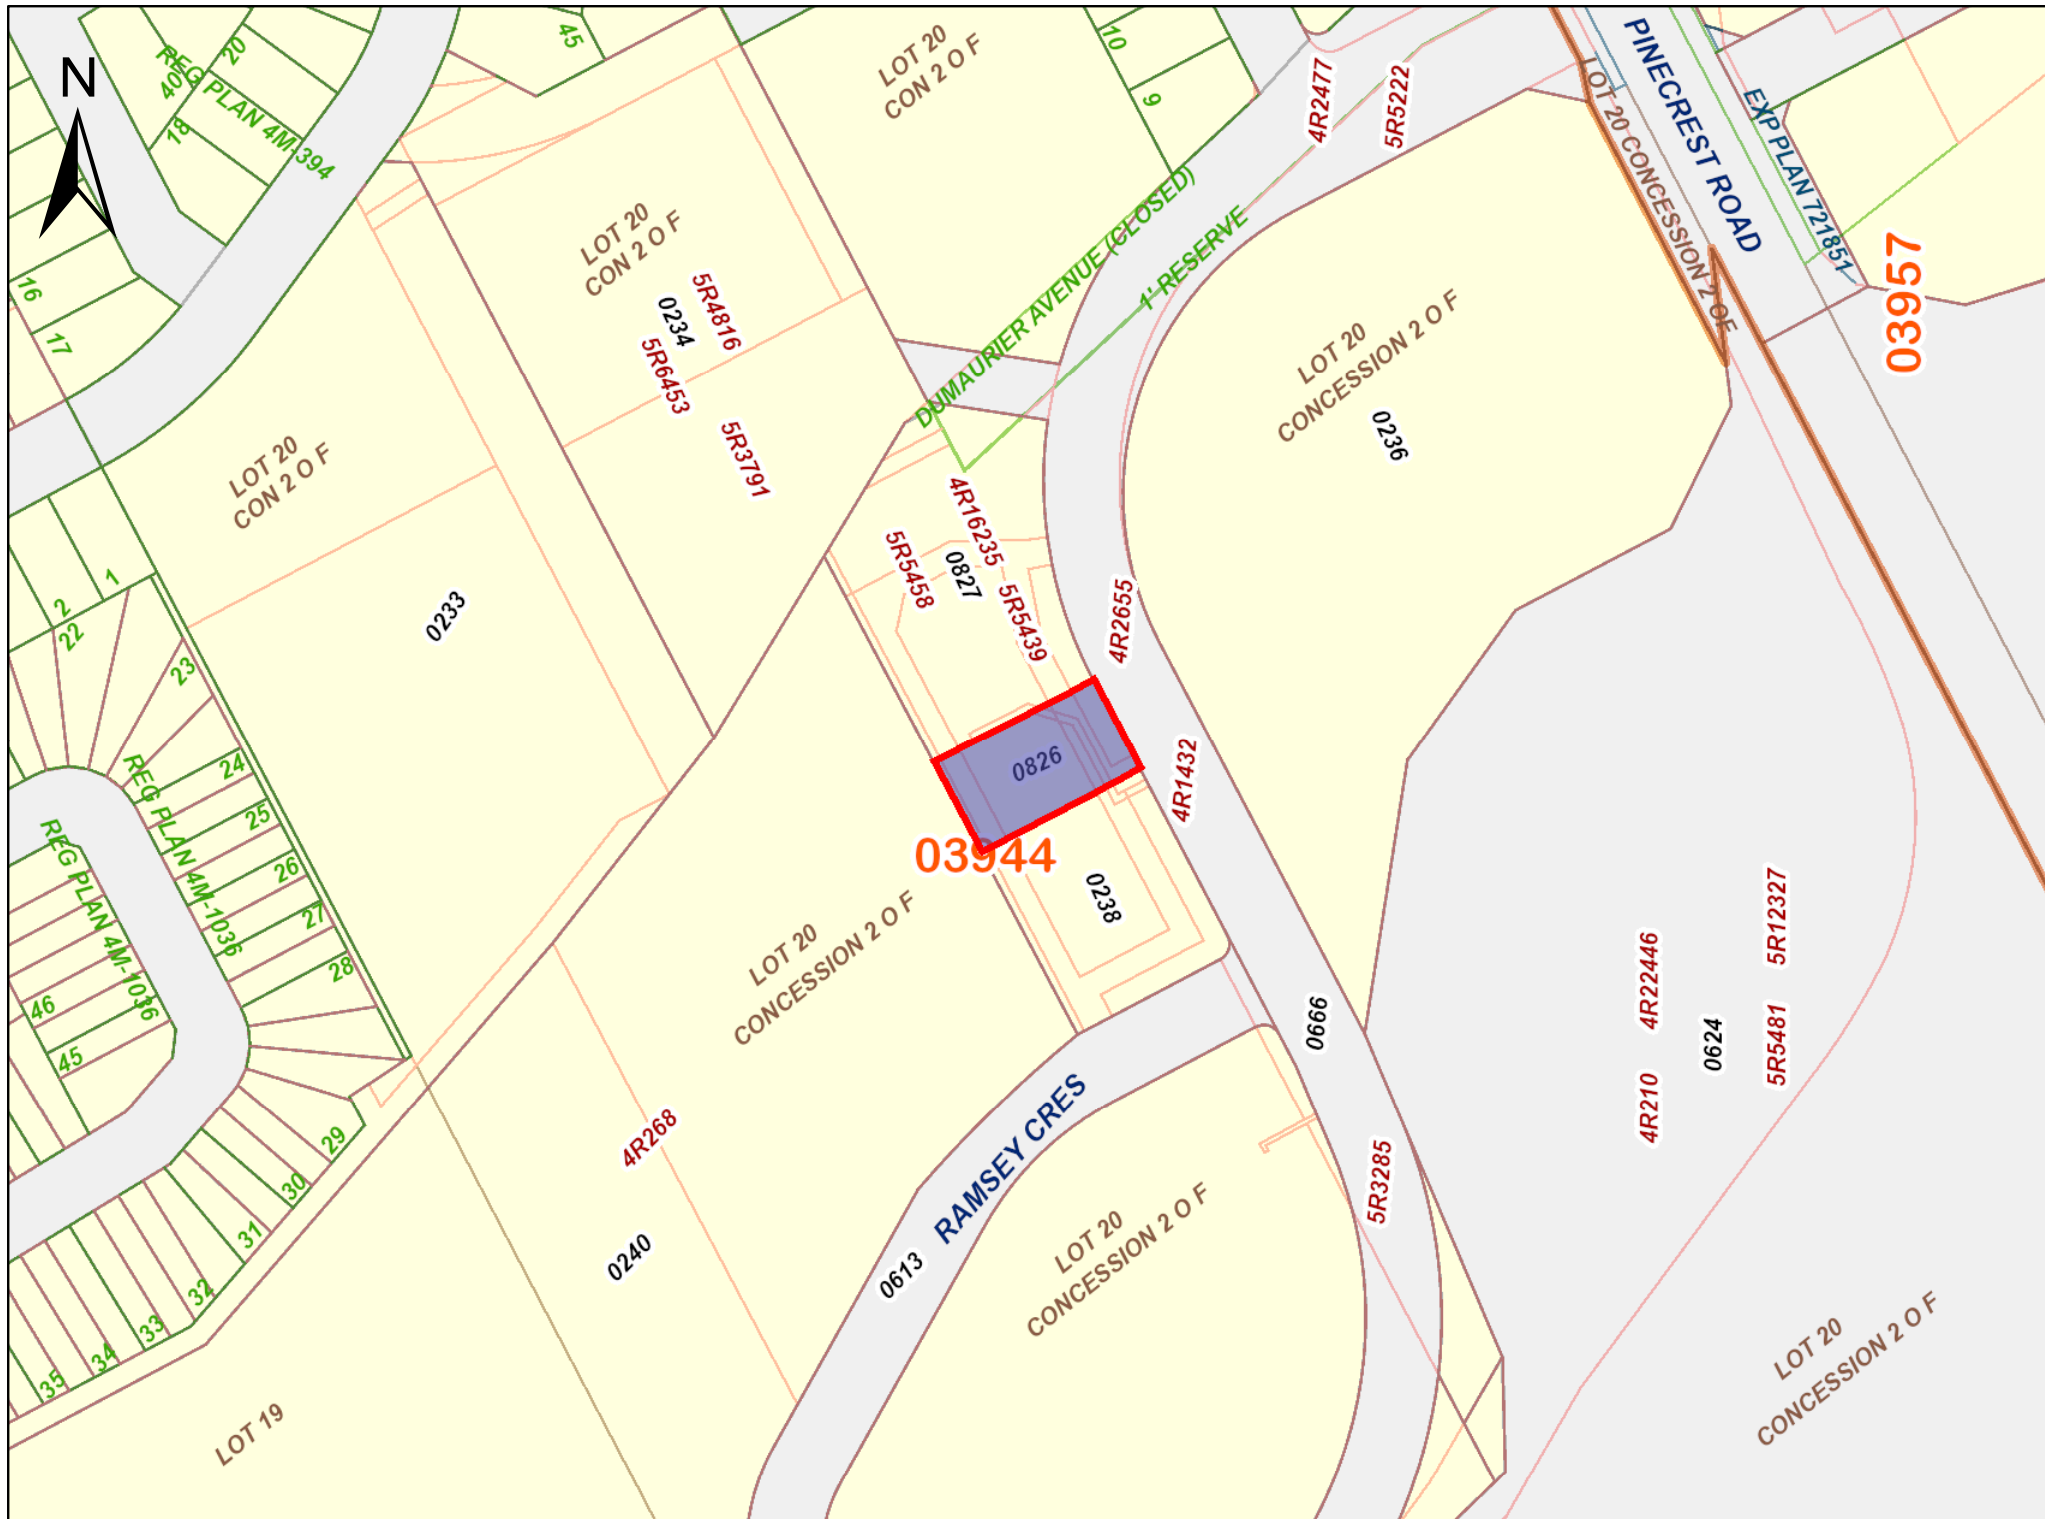 N
REG PLAN 4M-394
20
40
18
45
LOT 20
CON 2 O F
10
9
4R2477
5R5222
PINECREST ROAD
LOT 20 CONCESSION 2 OF
EXP PLAN 721851
03957
LOT 20
CON 2 O F
5R4816
0234
5R6453
5R3791
DUMAURIER AVENUE (CLOSED)
1' RESERVE
LOT 20
CONCESSION 2 O F
0236
16
17
LOT 20
CON 2 O F
0233
1
2
22
23
24
25
26
27
28
29
30
31
32
33
34
35
REG PLAN 4M-1036
REG PLAN 4M-1036
46
45
4R16235
5R5458
0827
5R5439
4R2655
0826
4R1432
03944
0238
LOT 20
CONCESSION 2 O F
0666
4R22446
5R12327
0624
4R210
5R5481
RAMSEY CRES
4R268
0240
0613
LOT 20
CONCESSION 2 O F
5R3285
LOT 20
CONCESSION 2 O F
LOT 19